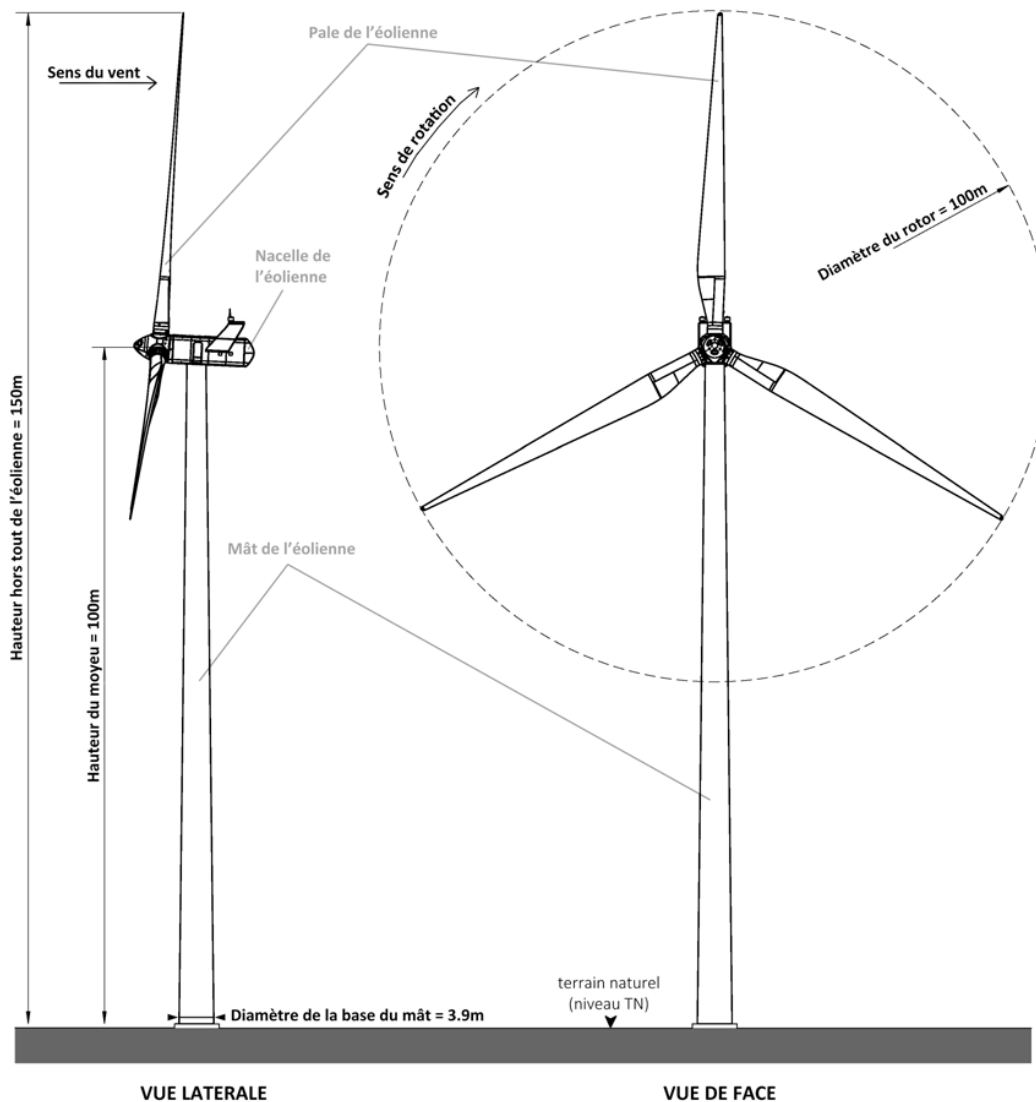 Pale de l'éolienne
Sens du vent
Sens de rotation
Diamètre du rotor = 100m
Nacelle de
l'éolienne
Hauteur hors tout de l'éolienne = 150m
Hauteur du moyeu = 100m
Mât de l'éolienne
terrain naturel
(niveau TN)
Diamètre de la base du mât = 3.9m
VUE LATERALE
VUE DE FACE